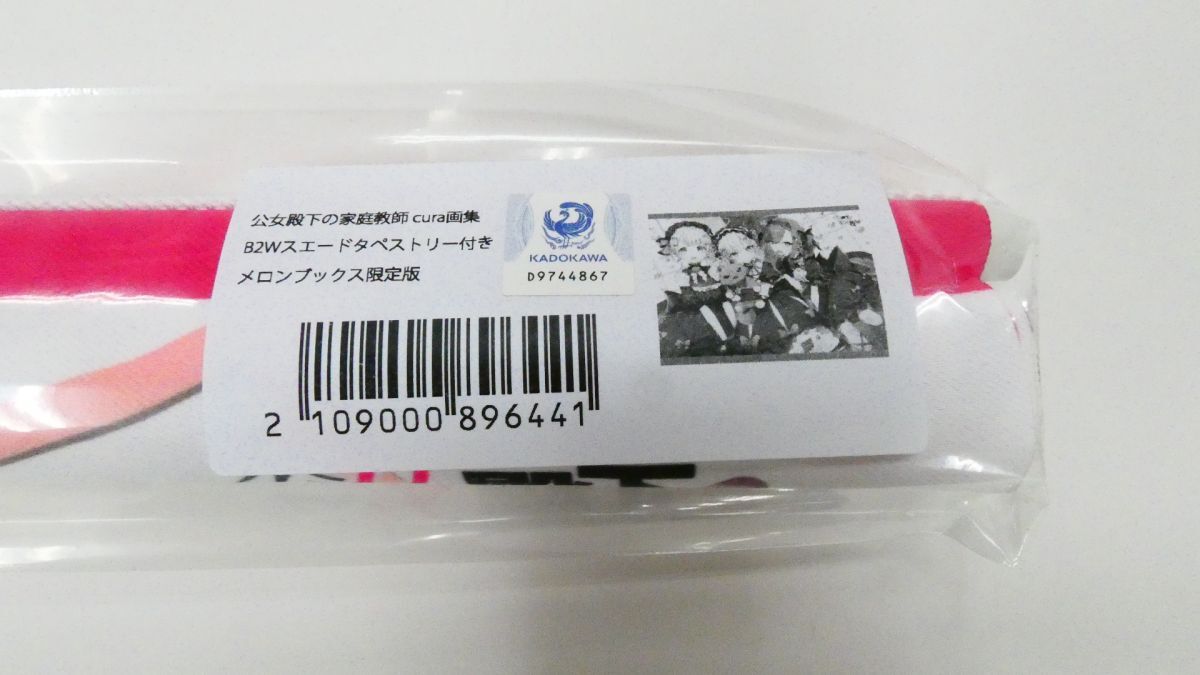 公女殿下の家庭教師 cura画集
B2Wスエードタペストリー付き
メロンブックス限定版
KADOKAWA
D9744867
2 109000 896441